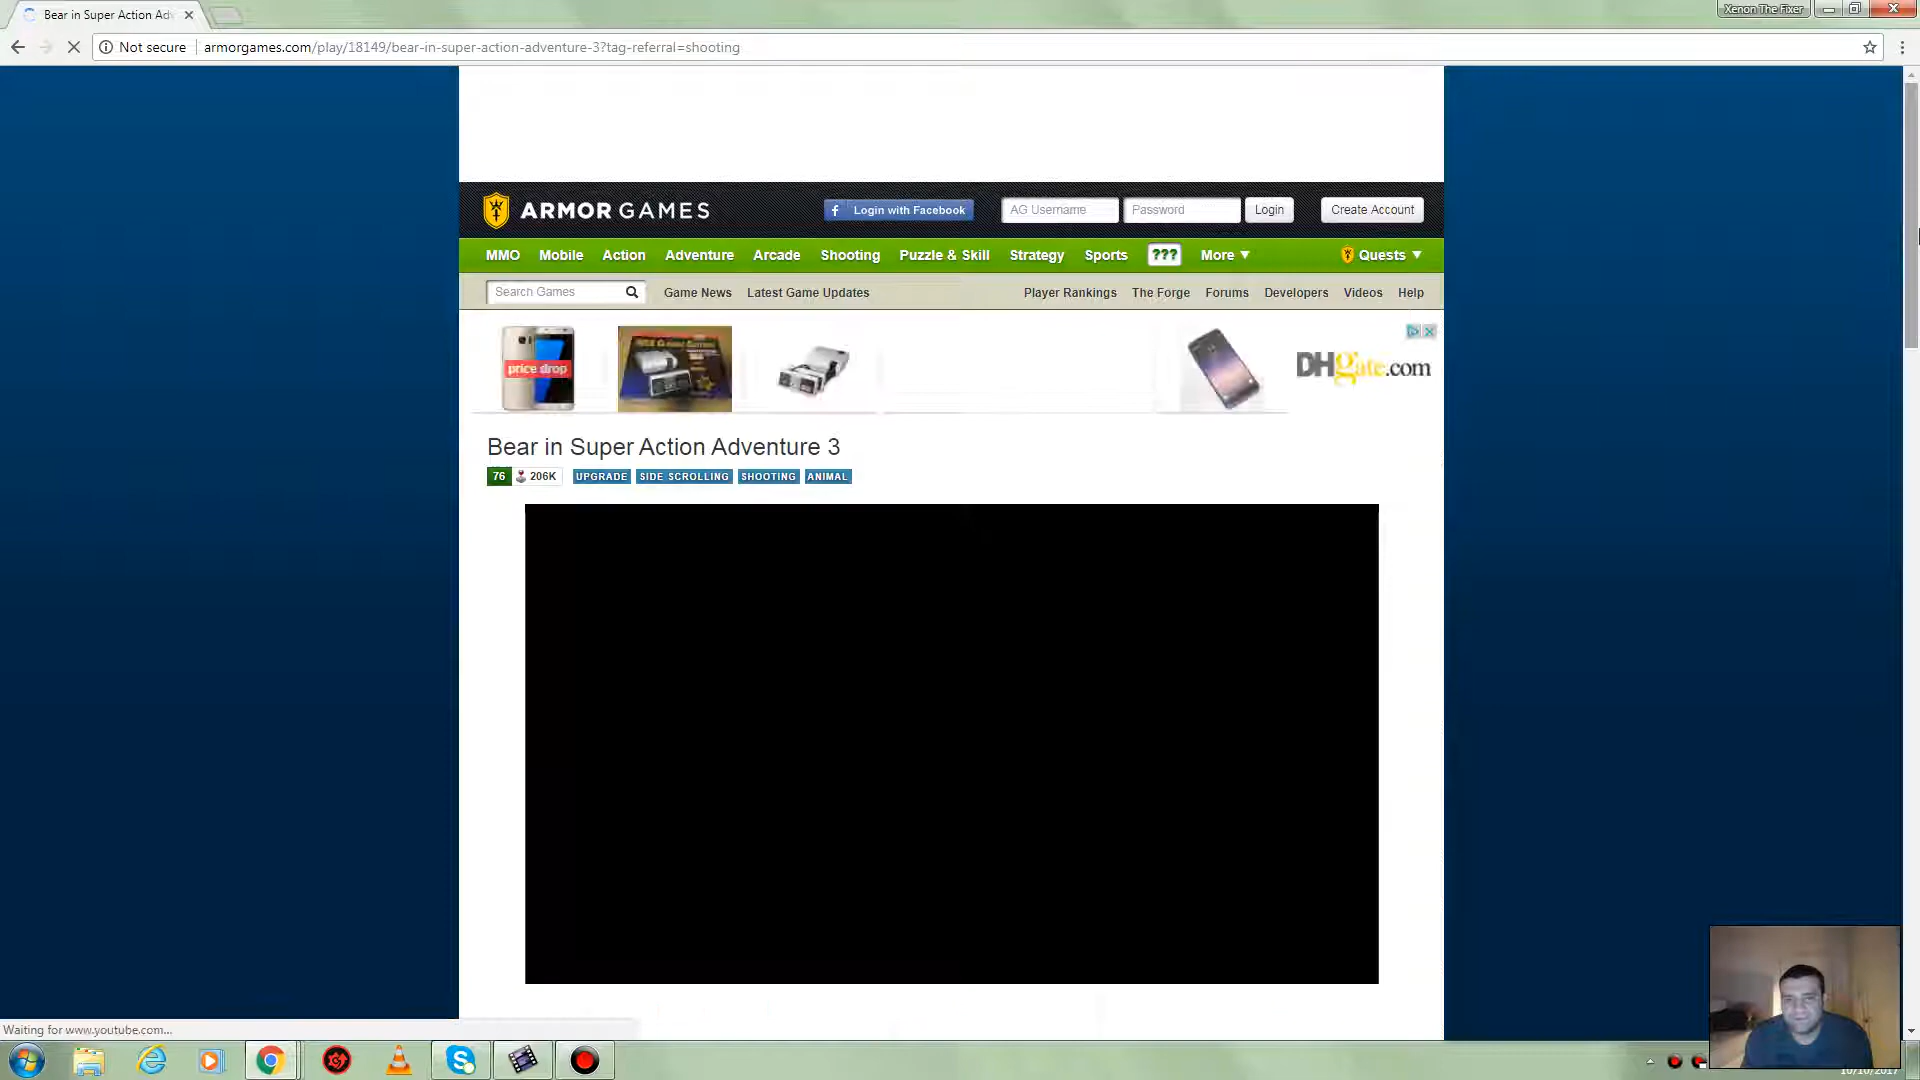 Bear in Super Action Ad
Xenon The Fixer
Not secure
armorgames.com/play/18149/bear-in-super-action-adventure-3?tag-referral=shooting
ARMOR GAMES
Login with Facebook
AG Username
Password
Login
Create Account
MMO Mobile Action Adventure Arcade Shooting Puzzle & Skill Strategy Sports ??? More Quests
Search Games
Game News Latest Game Updates Player Rankings The Forge Forums Developers Videos Help
price drop
DHgate.com
Bear in Super Action Adventure 3
76 206K UPGRADE SIDE SCROLLING SHOOTING ANIMAL
Waiting for www.youtube.com...
10/10/2017